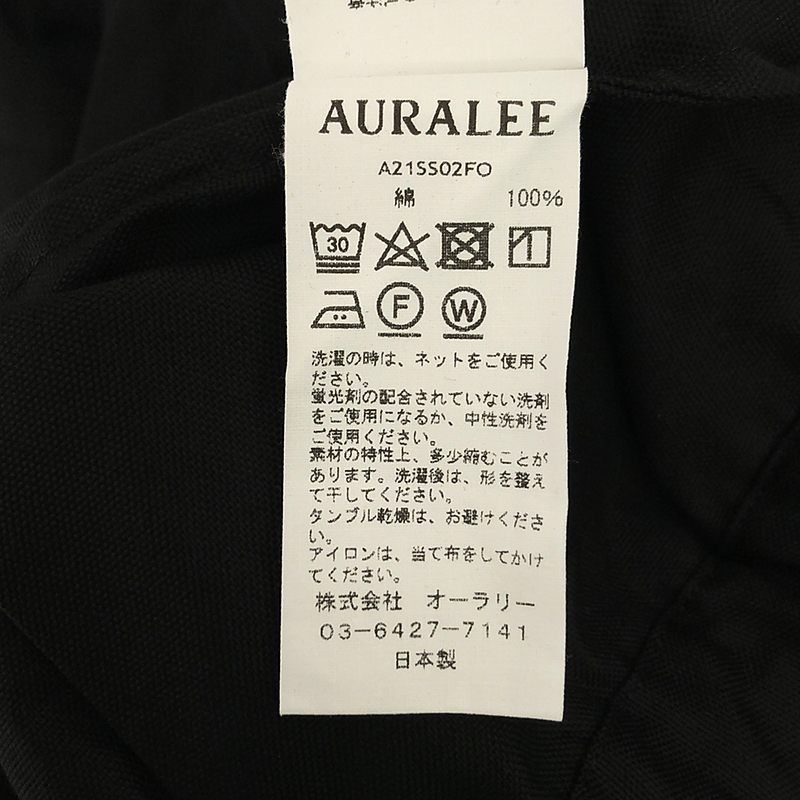 AURALEE
A21SS02FO
綿 100%
30
F W
洗濯の時は、ネットをご使用く
ださい。
蛍光剤の配合されていない洗剤
をご使用になるか、中性洗剤を
ご使用ください。
素材の特性上、多少縮むことが
あります。洗濯後は、形を整え
て干してください。
タンブル乾燥は、お避けくださ
い。
アイロンは、当て布をしてかけ
てください。
株式会社 オーラリー
03-6427-7141
日本製